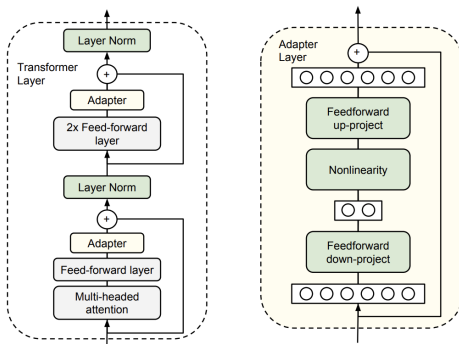 Layer Norm
Transformer
Layer
+
Adapter
2x Feed-forward
layer
Layer Norm
+
Adapter
Feed-forward layer
Multi-headed
attention
Adapter
Layer
+
Feedforward
up-project
Nonlinearity
Feedforward
down-project